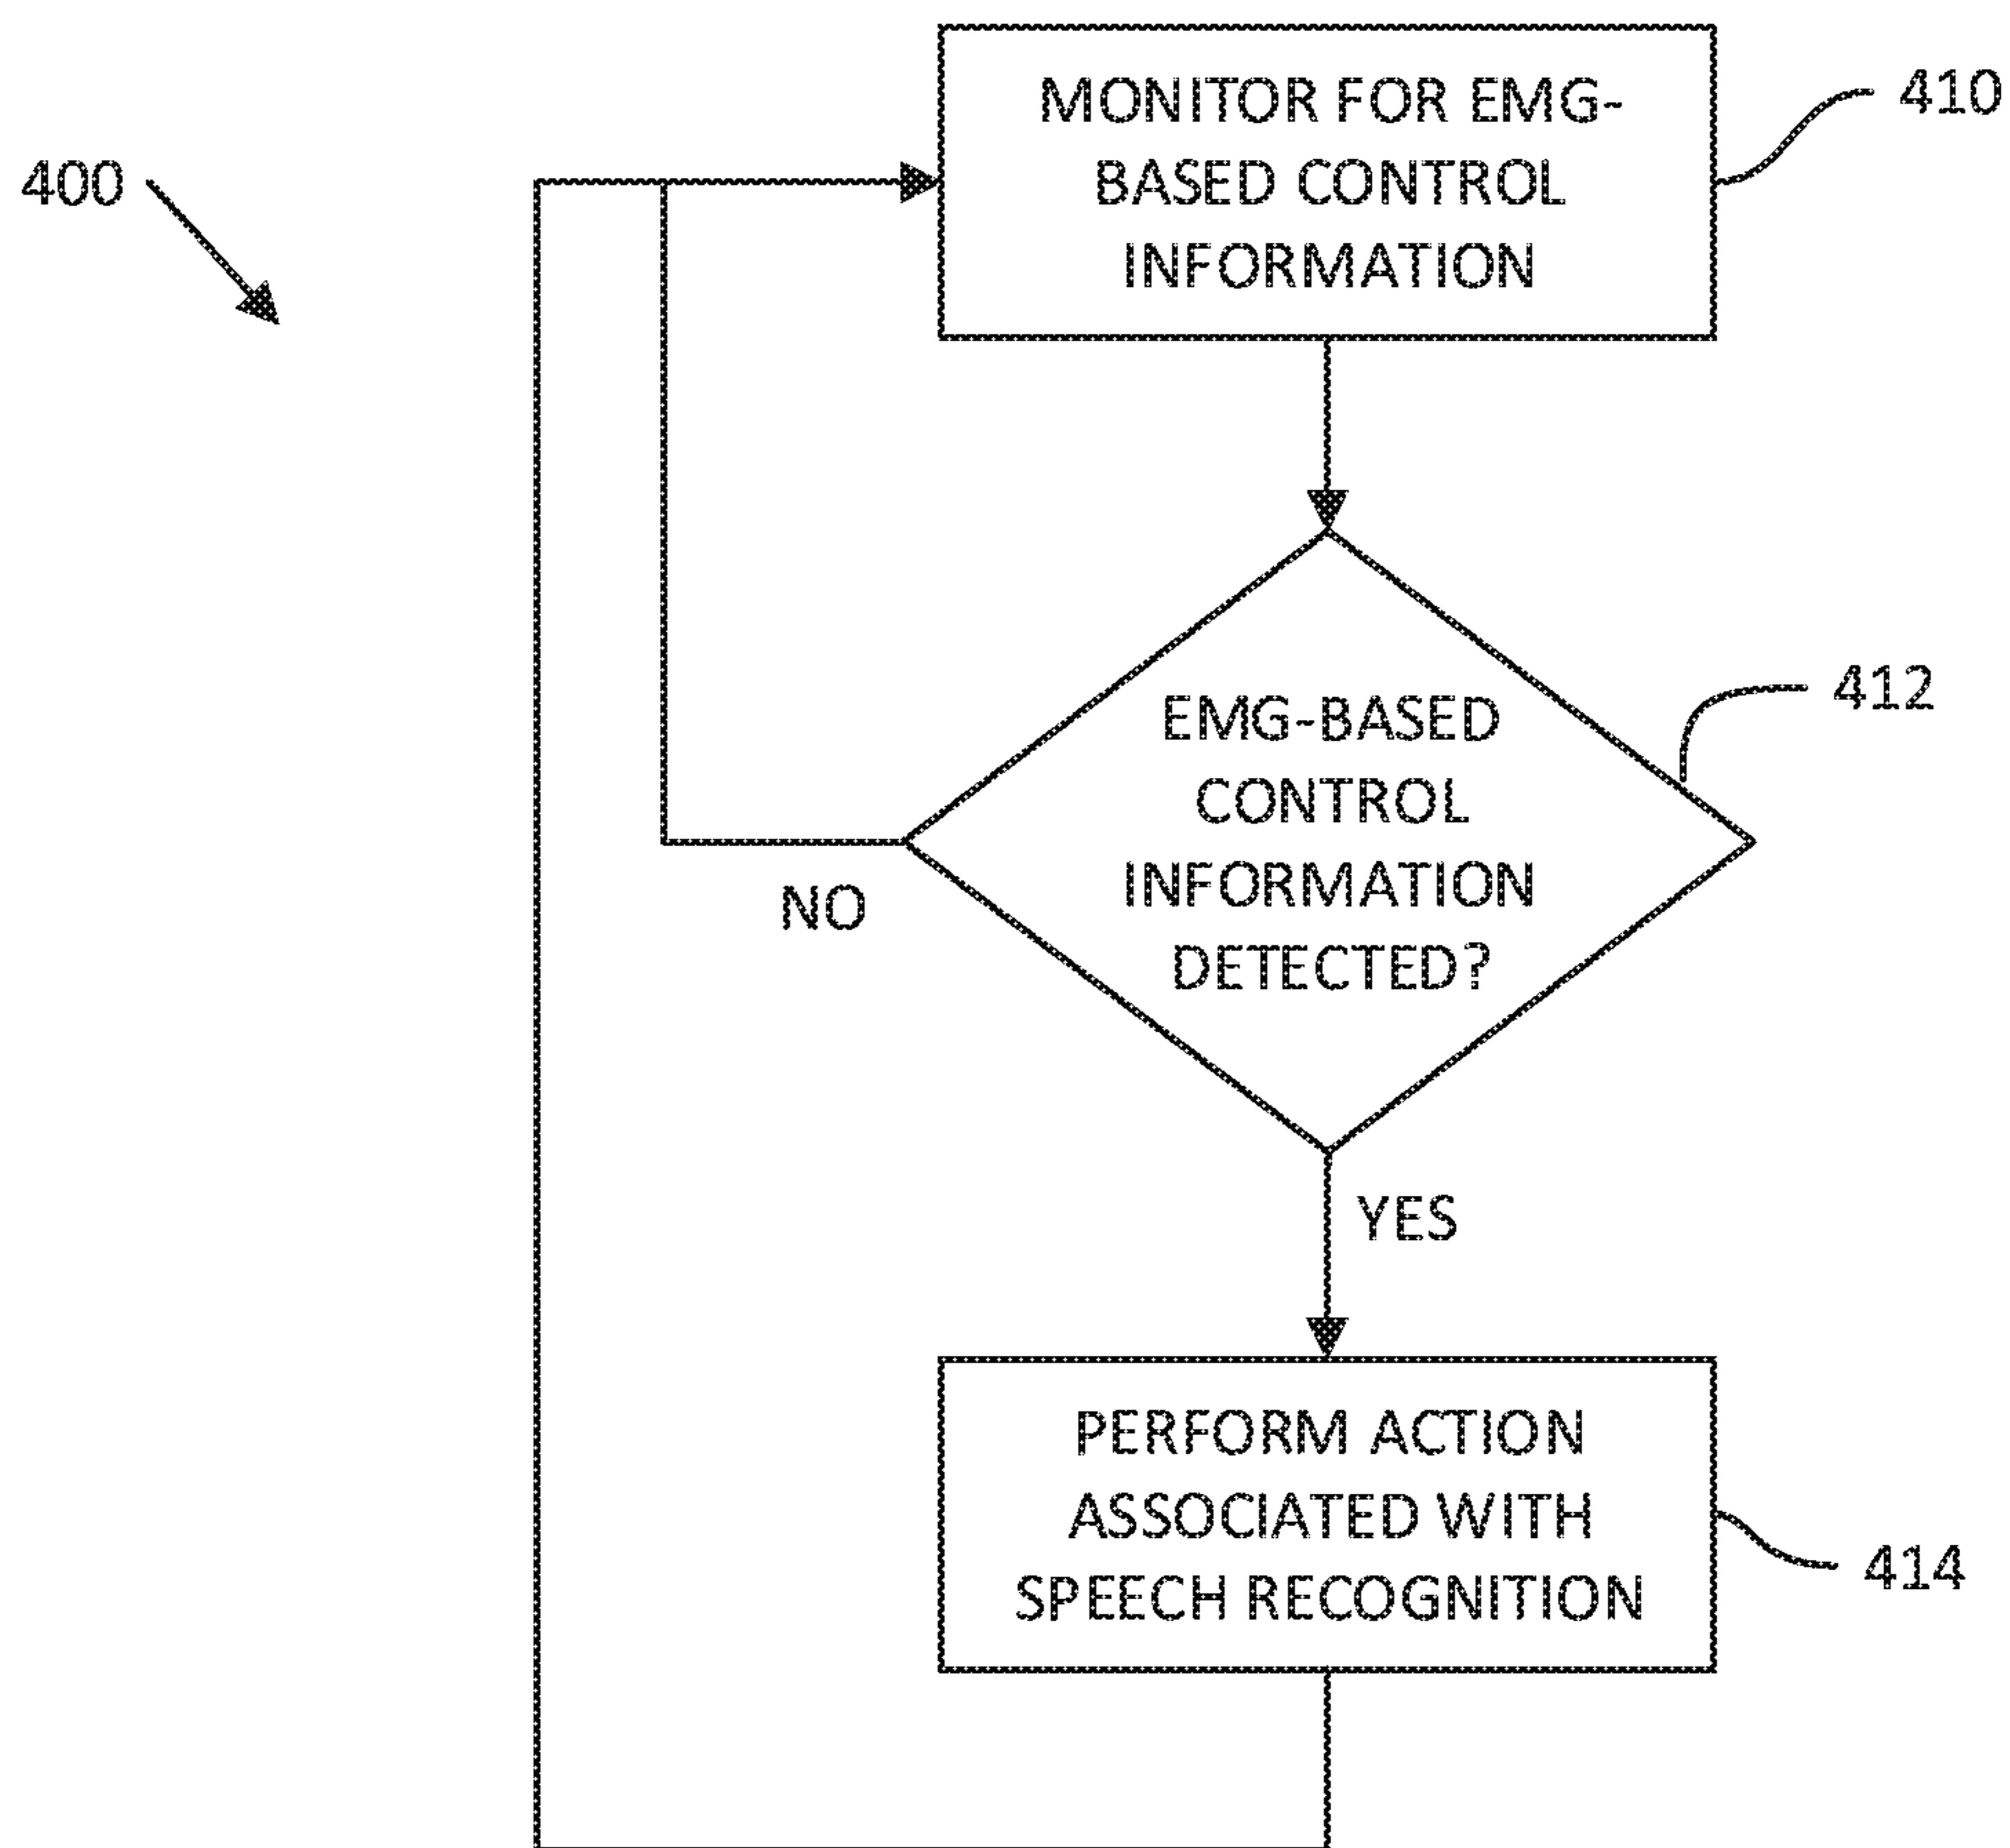 400
MONITOR FOR EMG-
BASED CONTROL
INFORMATION
410
EMG-BASED
CONTROL
INFORMATION
DETECTED?
412
NO
YES
PERFORM ACTION
ASSOCIATED WITH
SPEECH RECOGNITION
414